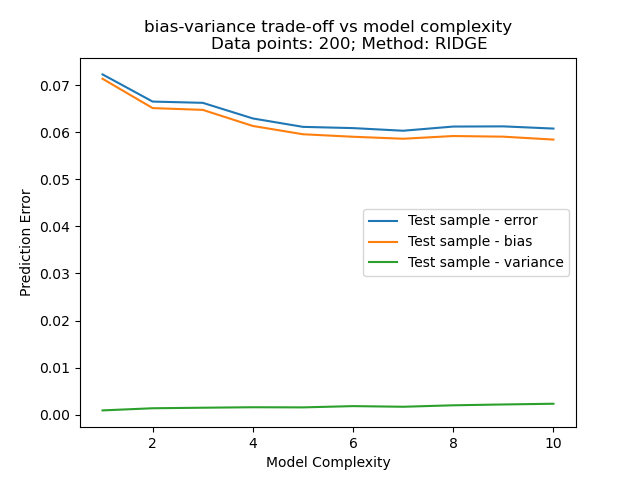 bias-variance trade-off vs model complexity
Data points: 200; Method: RIDGE
Prediction Error
0.07
0.06
0.05
0.04
0.03
0.02
0.01
0.00
Test sample - error
Test sample - bias
Test sample - variance
2 4 6 8 10
Model Complexity